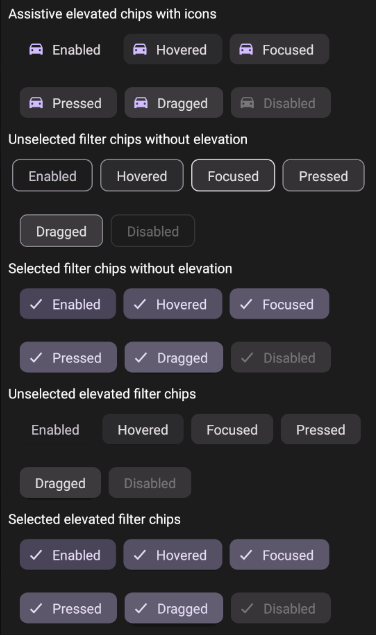 Assistive elevated chips with icons
Enabled Hovered Focused
Pressed Dragged Disabled
Unselected filter chips without elevation
Enabled Hovered Focused Pressed
Dragged Disabled
Selected filter chips without elevation
Enabled Hovered Focused
Pressed Dragged Disabled
Unselected elevated filter chips
Enabled Hovered Focused Pressed
Dragged Disabled
Selected elevated filter chips
Enabled Hovered Focused
Pressed Dragged Disabled